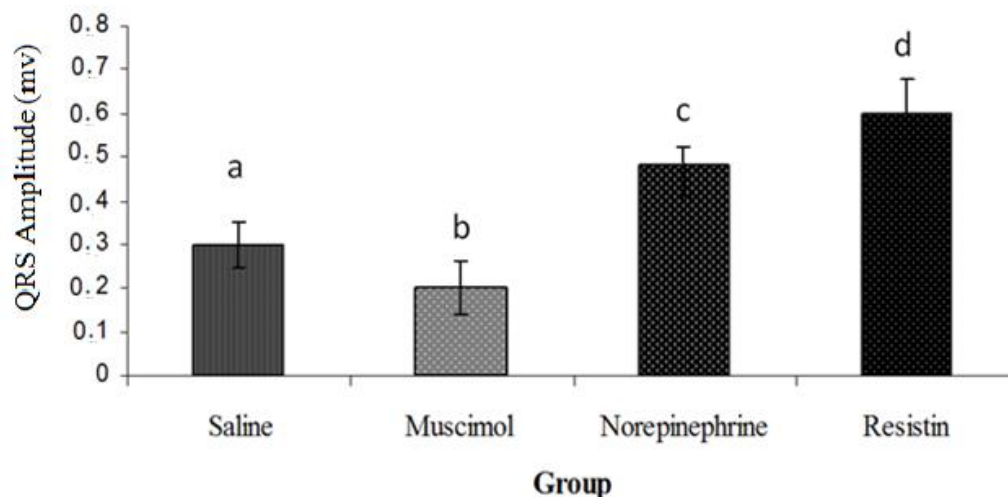 QRS Amplitude (mv)
0.8
0.7
0.6
0.5
0.4
0.3
0.2
0.1
0
a
b
c
d
Saline Muscimol Norepinephrine Resistin
Group